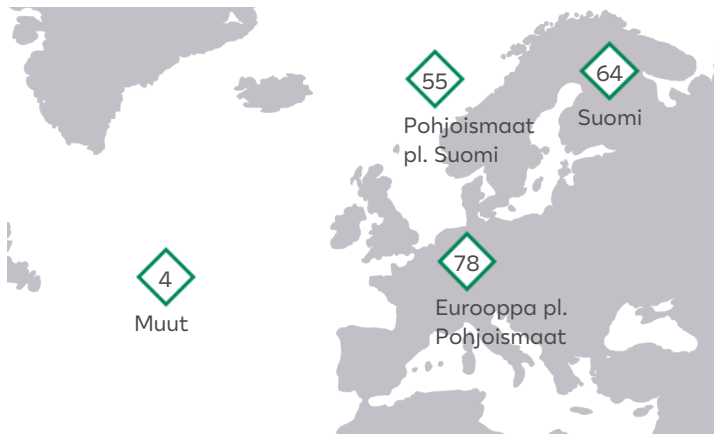 55
Pohjoismaat
pl. Suomi
64
Suomi
4
Muut
78
Eurooppa pl.
Pohjoismaat